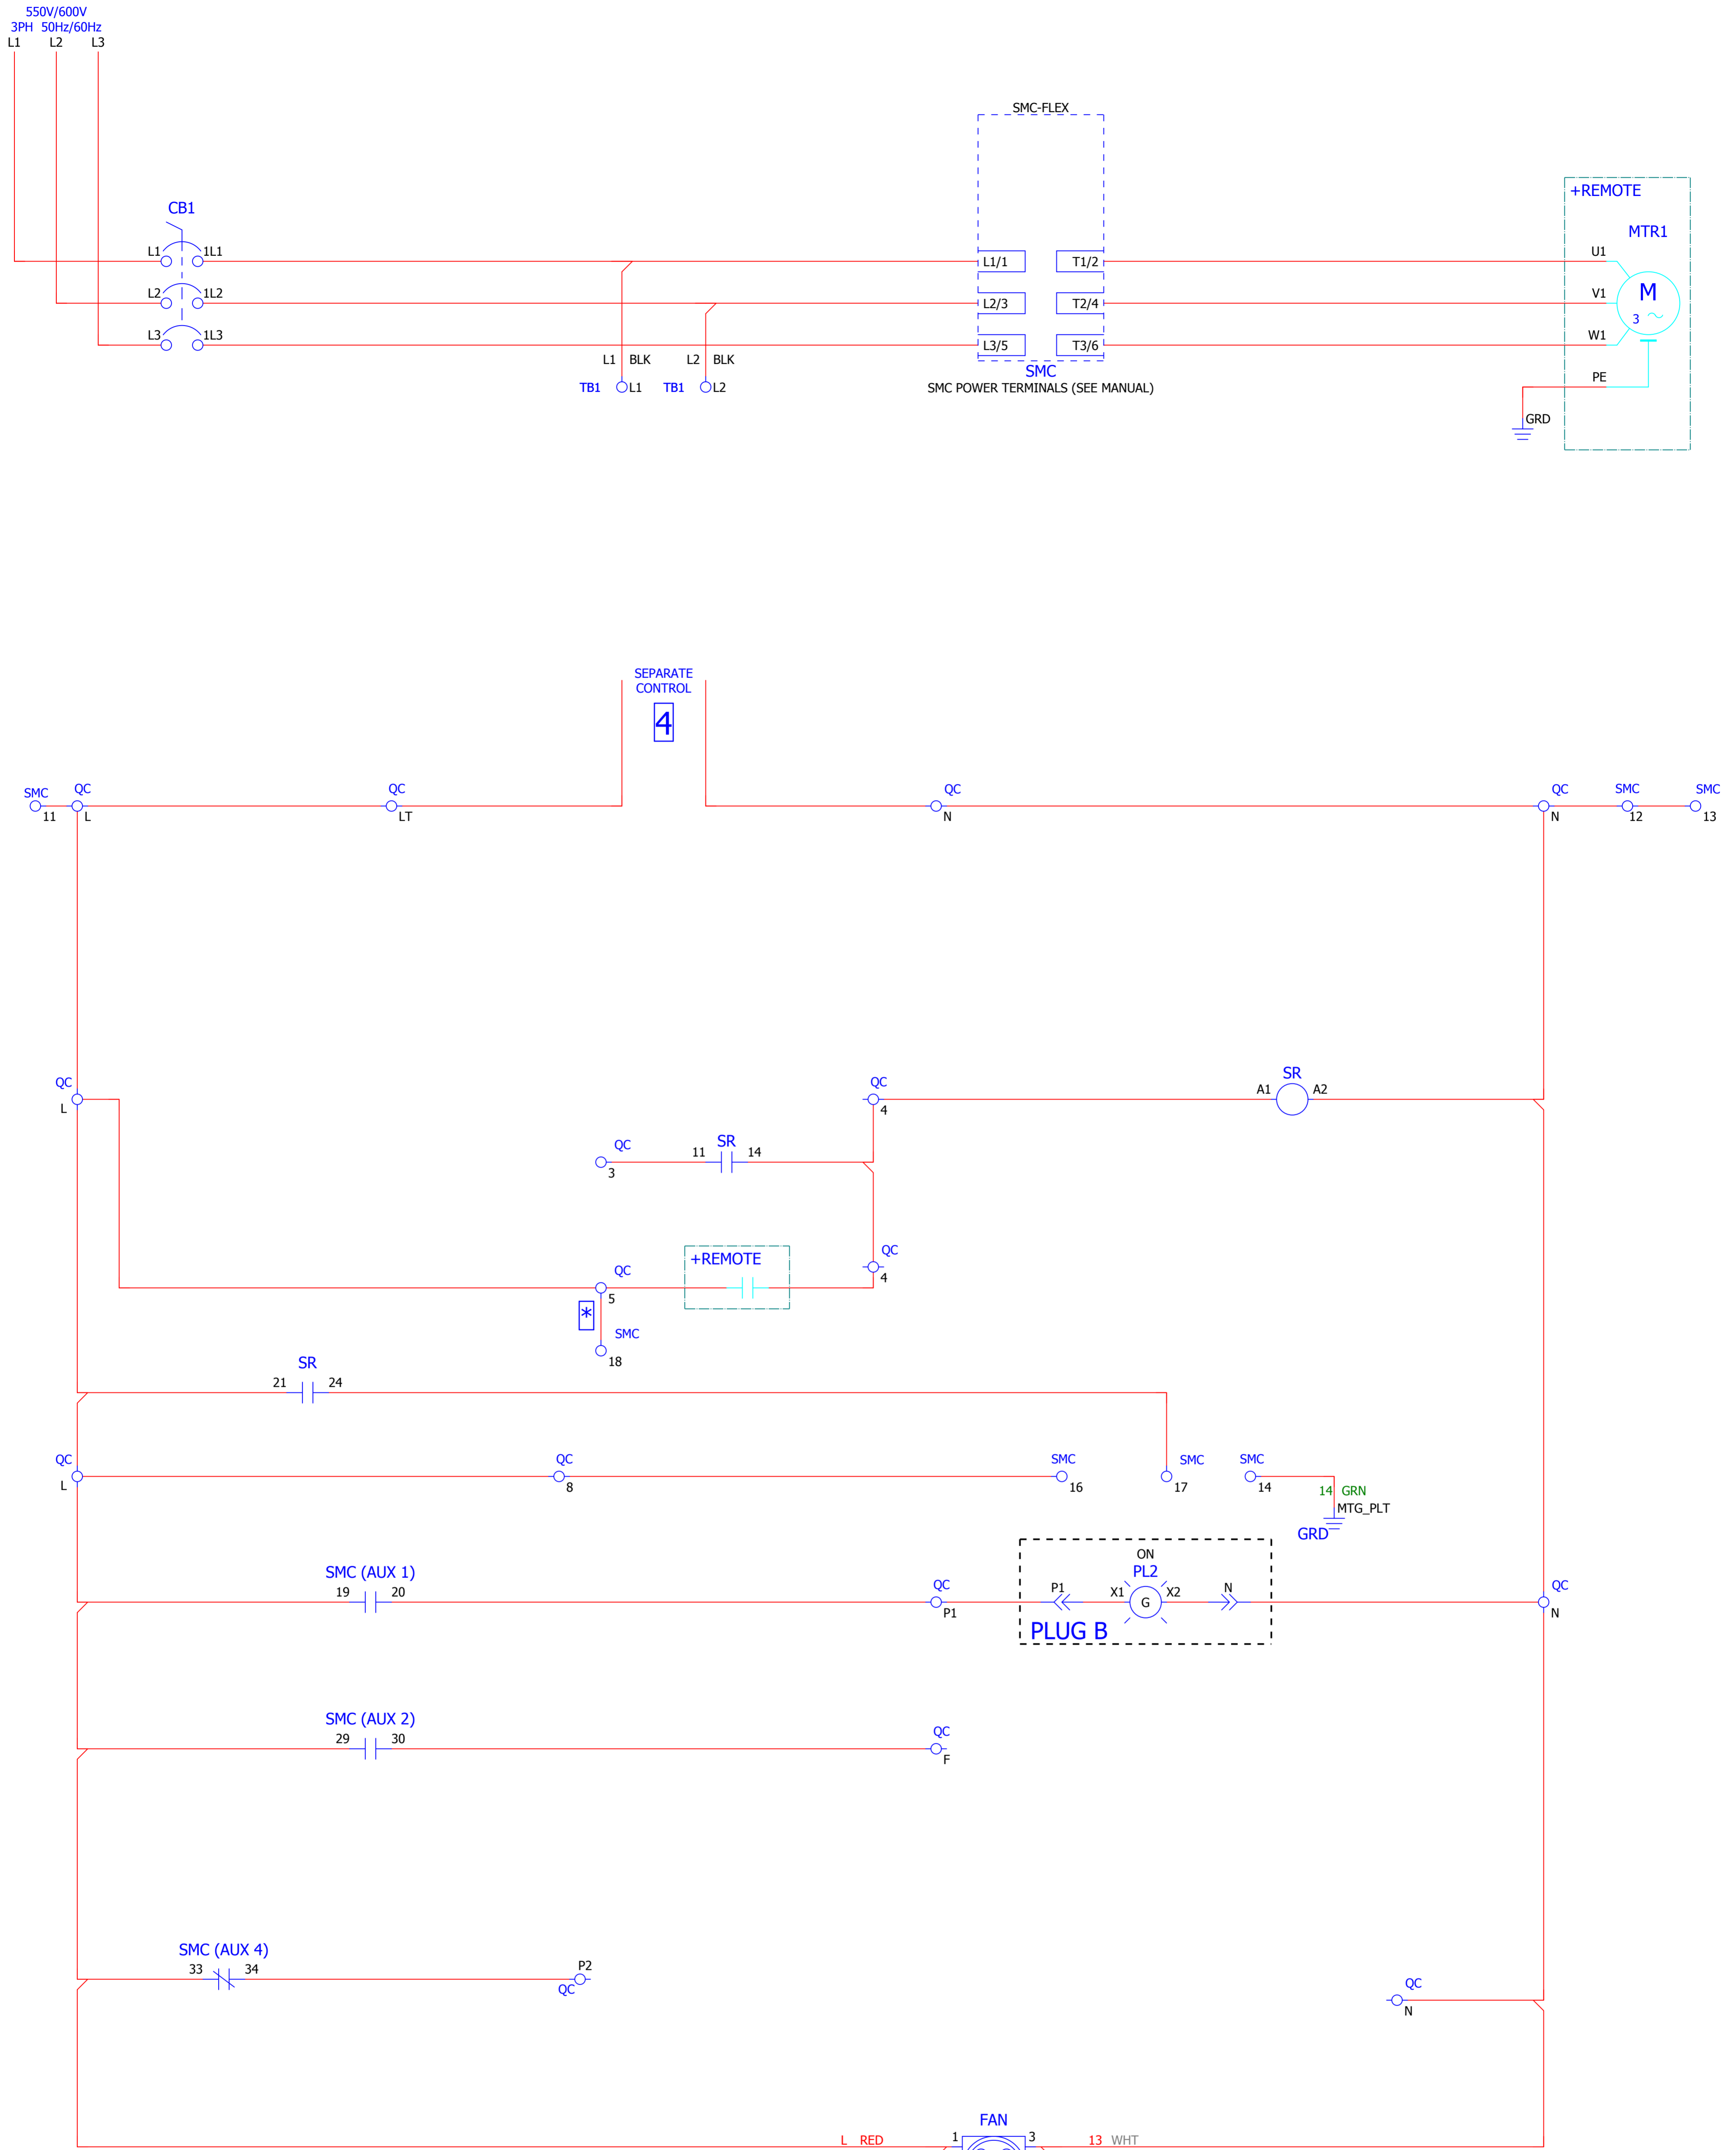 550V/600V
3PH 50Hz/60Hz
L1 L2 L3
SMC-FLEX
+REMOTE
CB1
MTR1
L1 1L1 L1/1 T1/2 U1
L2 1L2 L2/3 T2/4 V1
M
3
L3 1L3 L3/5 T3/6 W1
L1 BLK L2 BLK
SMC
PE
TB1 L1 TB1 L2
SMC POWER TERMINALS (SEE MANUAL)
GRD
SEPARATE
CONTROL
4
SMC QC QC QC QC SMC SMC
11 L LT N N 12 13
SR
QC QC A1 A2
L 4
SR
QC 11 14
3
+REMOTE QC
QC 4
5
*
SMC
18
SR
21 24
QC QC SMC SMC SMC
L 8 16 17 14
14 GRN
MTG_PLT
GRD
ON
SMC (AUX 1) PL2
19 20 QC P1 X1 X2 N QC
G
P1 N
PLUG B
SMC (AUX 2)
29 30 QC
F
SMC (AUX 4)
33 34 P2
QC QC
N
FAN
L RED 1 3 13 WHT